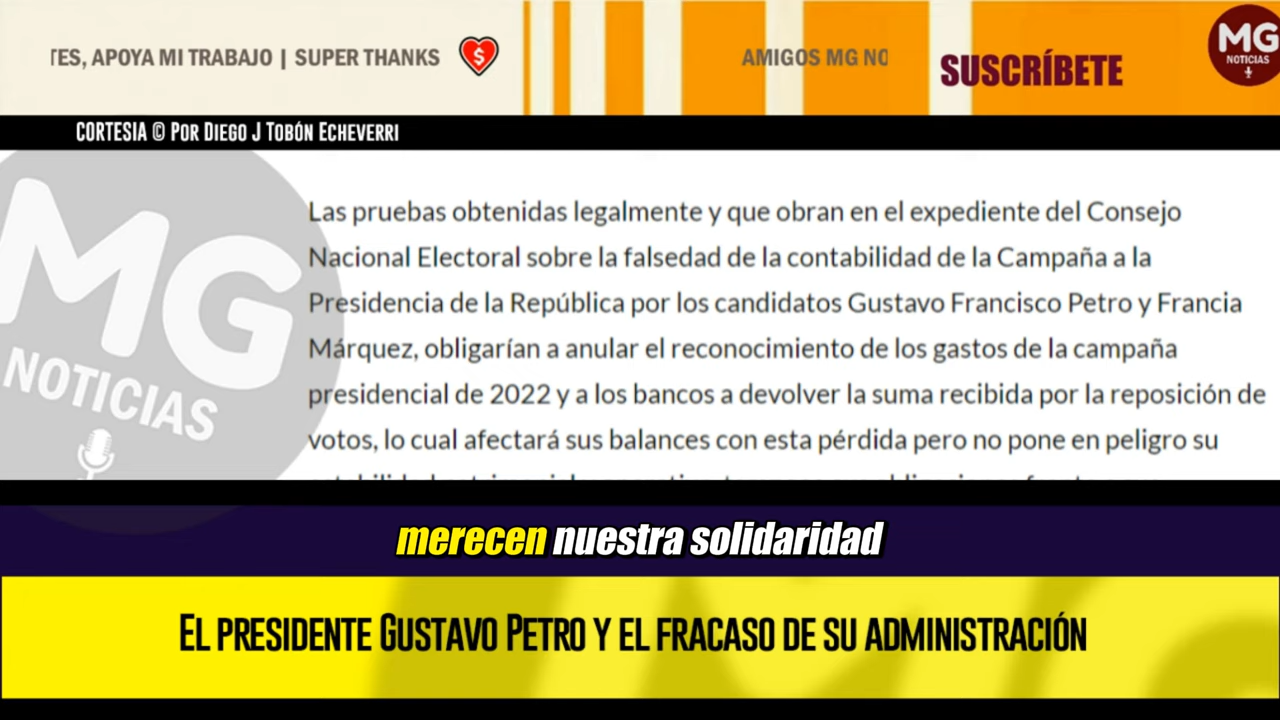 TES, APOYA MI TRABAJO | SUPER THANKS
$
AMIGOS MG NO
SUSCRÍBETE
MG
NOTICIAS
CORTESIA © POR DIEGO J TOBÓN ECHEVERRI
MG
NOTICIAS
Las pruebas obtenidas legalmente y que obran en el expediente del Consejo
Nacional Electoral sobre la falsedad de la contabilidad de la Campaña a la
Presidencia de la República por los candidatos Gustavo Francisco Petro y Francia
Márquez, obligarían a anular el reconocimiento de los gastos de la campaña
presidencial de 2022 y a los bancos a devolver la suma recibida por la reposición de
votos, lo cual afectará sus balances con esta pérdida pero no pone en peligro su
merecen nuestra solidaridad
EL PRESIDENTE GUSTAVO PETRO Y EL FRACASO DE SU ADMINISTRACIÓN